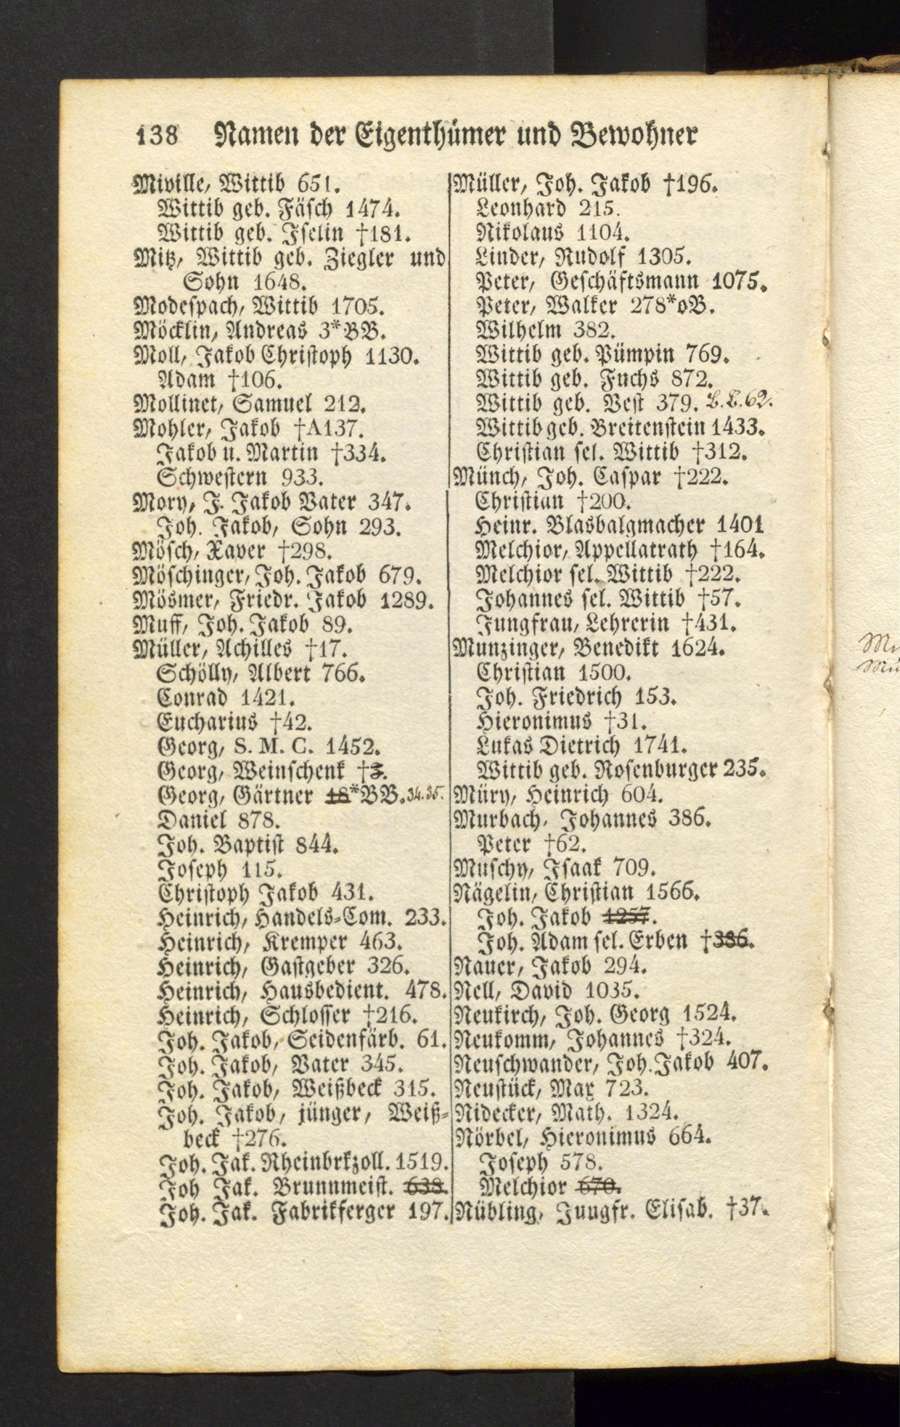 138 Namen der Eigenthümer und Bewohner
Miville, Wittib 651.
Wittib geb. Fäsch 1474.
Wittib geb. Iselin †181.
Mitz, Wittib geb. Ziegler und
Sohn 1648.
Modespach, Wittib 1705.
Möcklin, Andreas 3*BB.
Moll, Jakob Christoph 1130.
Adam †106.
Mollinet, Samuel 212.
Mohler, Jakob †A137.
Jakob u. Martin †334.
Schwestern 933.
Mory, J. Jakob Vater 347.
Joh. Jakob, Sohn 293.
Mösch, Xaver †298.
Möschinger, Joh. Jakob 679.
Mösmer, Friedr. Jakob 1289.
Muff, Joh. Jakob 89.
Müller, Achilles †17.
Schölly, Albert 766.
Conrad 1421.
Eucharius †42.
Georg, S. M. C. 1452.
Georg, Weinschenk †3.
Georg, Gärtner 18*BB. 34.35.
Daniel 878.
Joh. Baptist 844.
Joseph 115.
Christoph Jakob 431.
Heinrich, Handels-Com. 233.
Heinrich, Kremper 463.
Heinrich, Gastgeber 326.
Heinrich, Hausbedient. 478.
Heinrich, Schlosser †216.
Joh. Jakob, Seidenfärb. 61.
Joh. Jakob, Vater 345.
Joh. Jakob, Weißbeck 315.
Joh. Jakob, jünger, Weiß-
beck †276.
Joh. Jak. Rheinbrkzoll. 1519.
Joh Jak. Brunnmeist. 638.
Joh. Jak. Fabrikferger 197.
Müller, Joh. Jakob †196.
Leonhard 215.
Nikolaus 1104.
Linder, Rudolf 1305.
Peter, Geschäftsmann 1075.
Peter, Walker 278*oB.
Wilhelm 382.
Wittib geb. Pümpin 769.
Wittib geb. Fuchs 872.
Wittib geb. Vest 379. L.L.62.
Wittib geb. Breitenstein 1433.
Christian sel. Wittib †312.
Münch, Joh. Caspar †222.
Christian †200.
Heinr. Blasbalgmacher 1401
Melchior, Appellatrath †164.
Melchior sel. Wittib †222.
Johannes sel. Wittib †57.
Jungfrau, Lehrerin †431.
Munzinger, Benedikt 1624.
Christian 1500.
Joh. Friedrich 153.
Hieronimus †31.
Lukas Dietrich 1741.
Wittib geb. Rosenburger 235.
Müry, Heinrich 604.
Murbach, Johannes 386.
Peter †62.
Muschy, Isaak 709.
Nägelin, Christian 1566.
Joh. Jakob 1257.
Joh. Adam sel. Erben †386.
Nauer, Jakob 294.
Nell, David 1035.
Neukirch, Joh. Georg 1524.
Neukomm, Johannes †324.
Neuschwander, Joh. Jakob 407.
Neustück, Max 723.
Nidecker, Math. 1324.
Nörbel, Hieronimus 664.
Joseph 578.
Melchior 670.
Nübling, Juugfr. Elisab. †37.